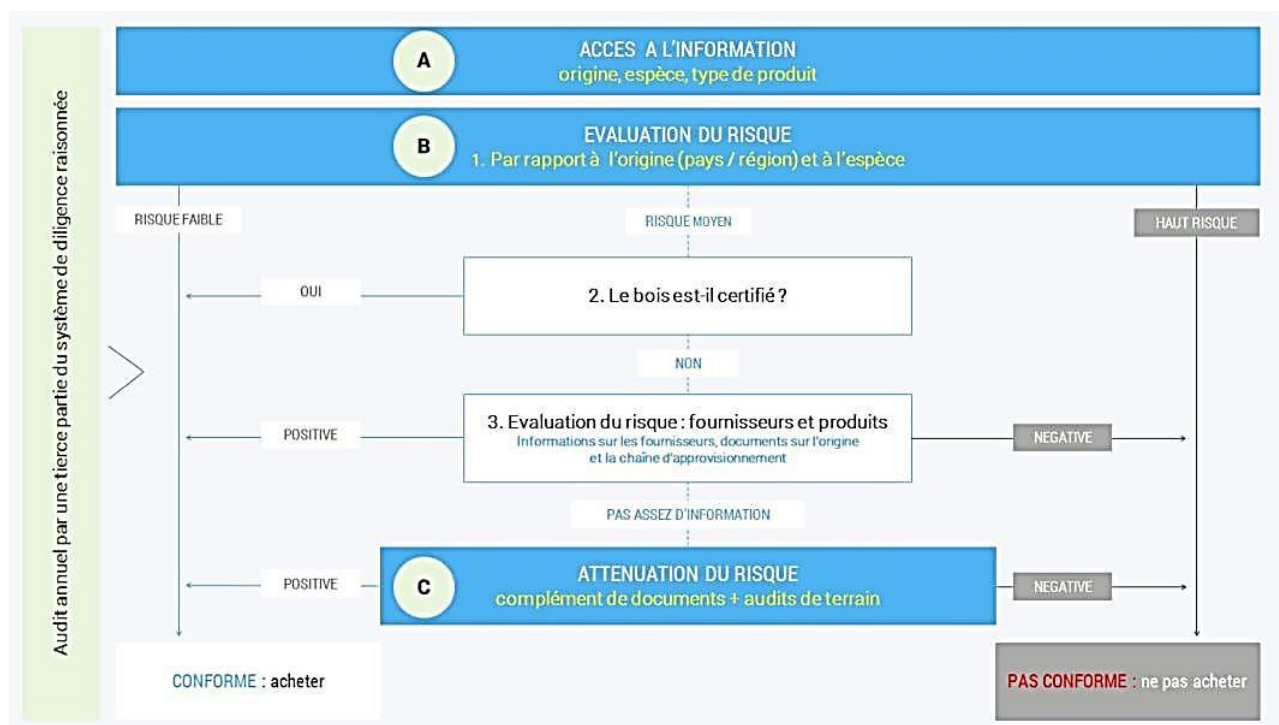 Audit annuel par une tierce partie du système de diligence raisonnée
A
ACCES A L'INFORMATION
origine, espèce, type de produit
B
EVALUATION DU RISQUE
1. Par rapport à l'origine (pays / région) et à l'espèce
RISQUE FAIBLE
RISQUE MOYEN
HAUT RISQUE
OUI
2. Le bois est-il certifié ?
NON
POSITIVE
3. Evaluation du risque : fournisseurs et produits
Informations sur les fournisseurs, documents sur l'origine
et la chaîne d'approvisionnement
NEGATIVE
PAS ASSEZ D'INFORMATION
POSITIVE
C
ATTENUATION DU RISQUE
complément de documents + audits de terrain
NEGATIVE
CONFORME : acheter
PAS CONFORME : ne pas acheter